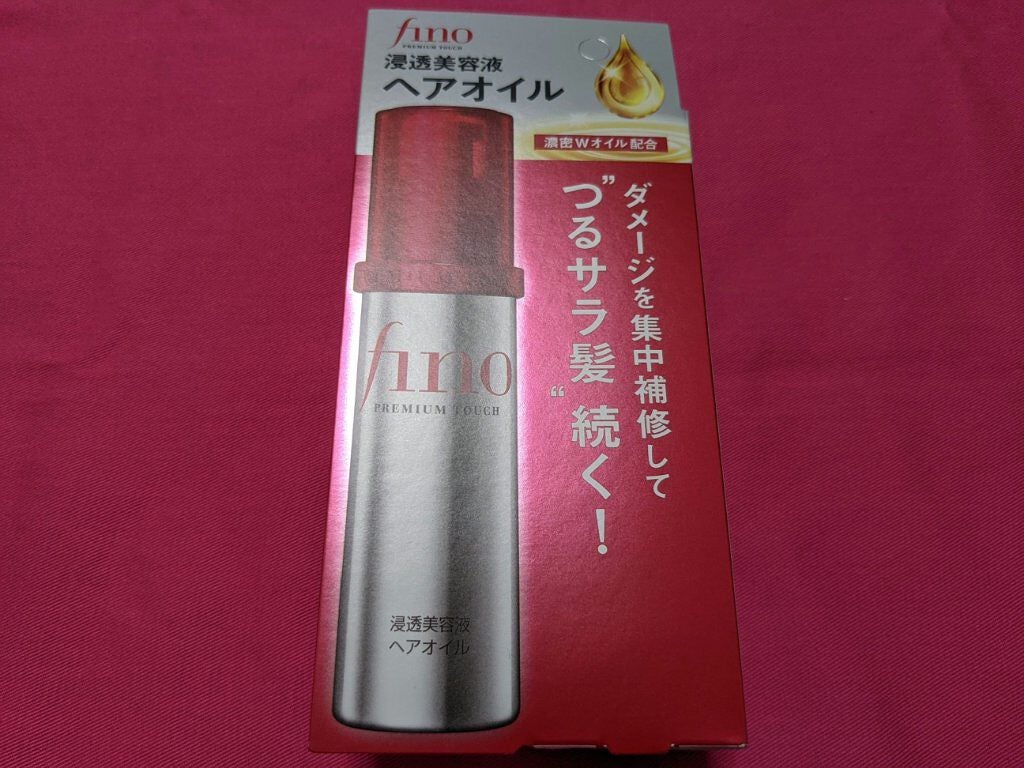 fino
PREMIUM TOUCH
浸透美容液
ヘアオイル
濃密Wオイル配合
ダメージを集中補修して
”つるサラ髪“続く!
fino
PREMIUM TOUCH
浸透美容液
ヘアオイル